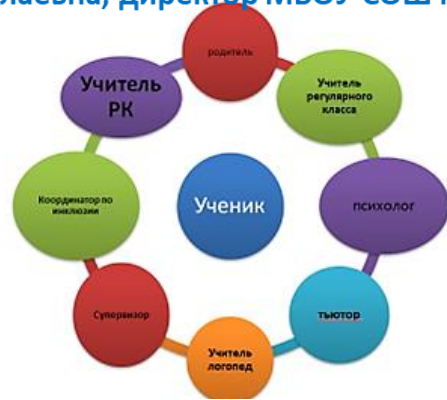 директор МБОУ СОШ
родитель
Учитель
регулярного
класса
психолог
тьютор
Учитель
логопед
Супервизор
Координатор по
инклюзии
Учитель
РК
Ученик